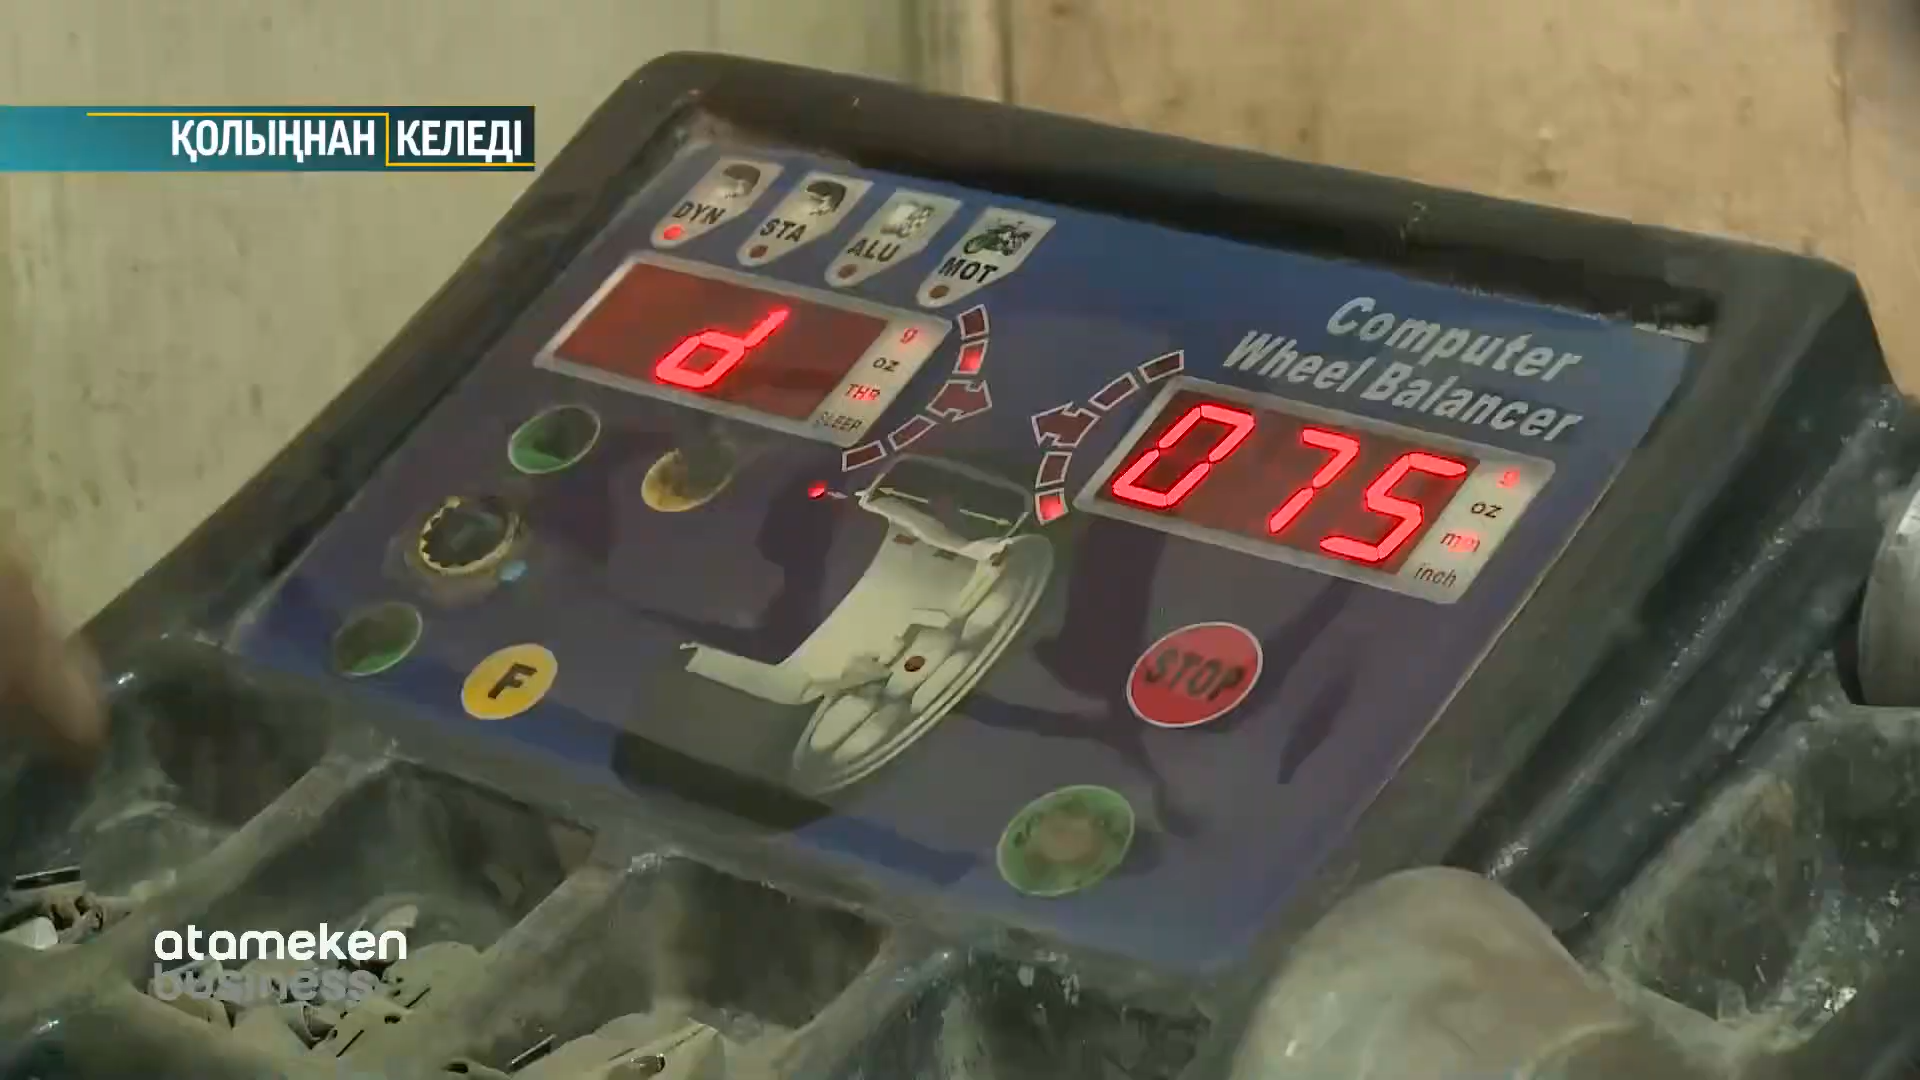 ҚОЛЫҢНАН КЕЛЕДІ
DYN
STA
ALU
MOT
Computer
Wheel Balancer
d
g
oz
THR
SLEEP
075
g
oz
mm
inch
F
STOP
atameken
business